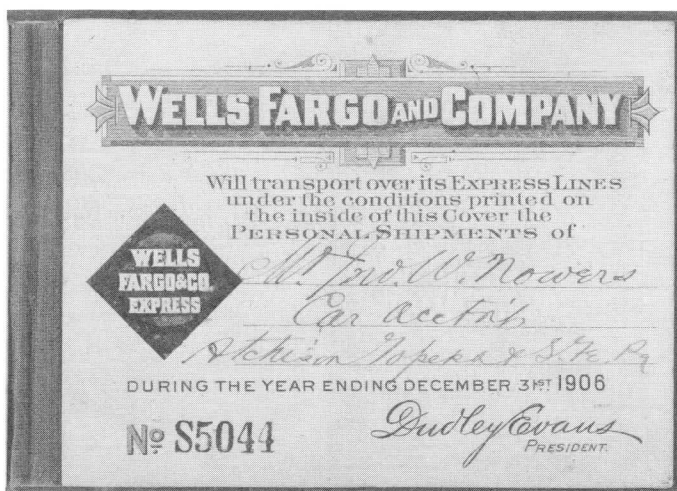 WELLS FARGO AND COMPANY
Will transport over its EXPRESS LINES
under the conditions printed on
the inside of this Cover the
PERSONAL SHIPMENTS of
WELLS
FARGO & CO.
EXPRESS
Mr. Jno. W. Nowers
Car Acct
Atchison Topeka & S. Fe Ry
DURING THE YEAR ENDING DECEMBER 31ST 1906
No S5044
Dudley Evans
PRESIDENT.